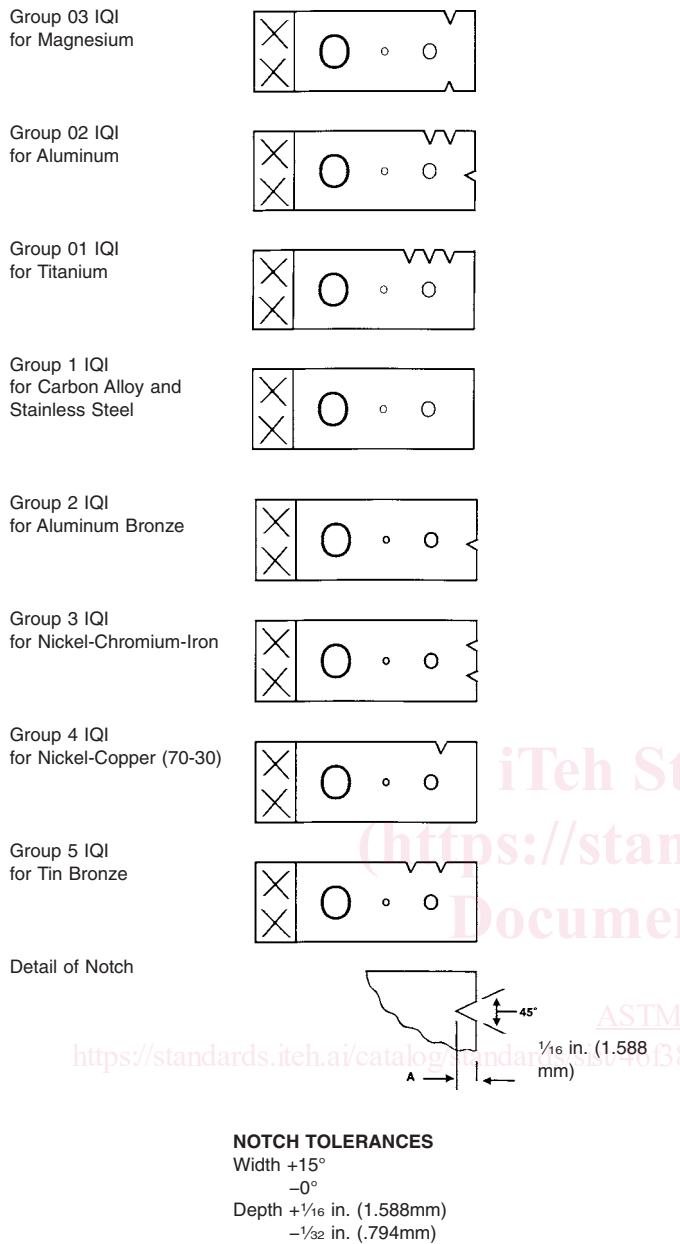 Group 03 IQI
for Magnesium
X O o O
X
Group 02 IQI
for Aluminum
X O o O
X
Group 01 IQI
for Titanium
X O o O
X
Group 1 IQI
for Carbon Alloy and
Stainless Steel
X O o O
X
Group 2 IQI
for Aluminum Bronze
X O o O
X
Group 3 IQI
for Nickel-Chromium-Iron
X O o O
X
Group 4 IQI
for Nickel-Copper (70-30)
X O o O
X
iTeh St
(https://stan
Group 5 IQI
for Tin Bronze
X O o O
X
Documen
Detail of Notch
45°
ASTM
1⁄16 in. (1.588
mm)
https://standards.iteh.ai/catalog/standards/sist/
A
NOTCH TOLERANCES
Width +15°
−0°
Depth +1⁄16 in. (1.588mm)
−1⁄32 in. (.794mm)